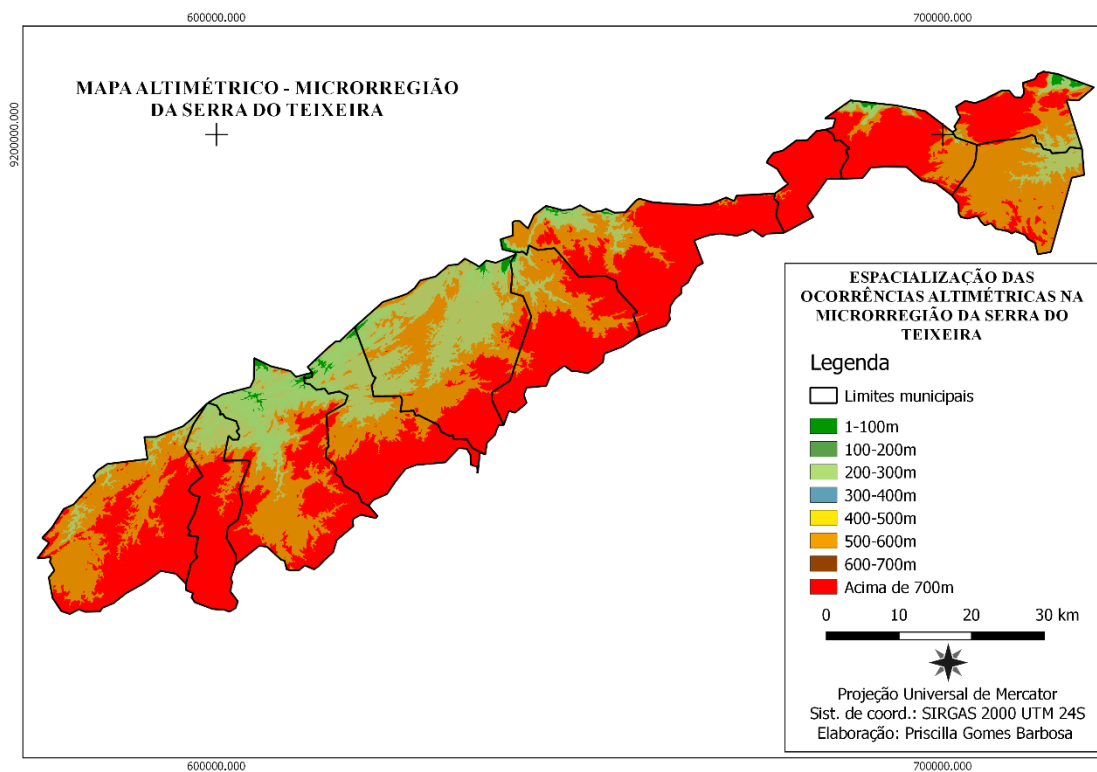 600000.000
700000.000
MAPA ALTIMÉTRICO - MICRORREGIÃO
DA SERRA DO TEIXEIRA
9200000.000
9200000.000
ESPACIALIZAÇÃO DAS
OCORRÊNCIAS ALTIMÉTRICAS NA
MICRORREGIÃO DA SERRA DO
TEIXEIRA
Legenda
Limites municipais
1-100m
100-200m
200-300m
300-400m
400-500m
500-600m
600-700m
Acima de 700m
0 10 20 30 km
Projeção Universal de Mercator
Sist. de coord.: SIRGAS 2000 UTM 24S
Elaboração: Priscilla Gomes Barbosa
600000.000
700000.000